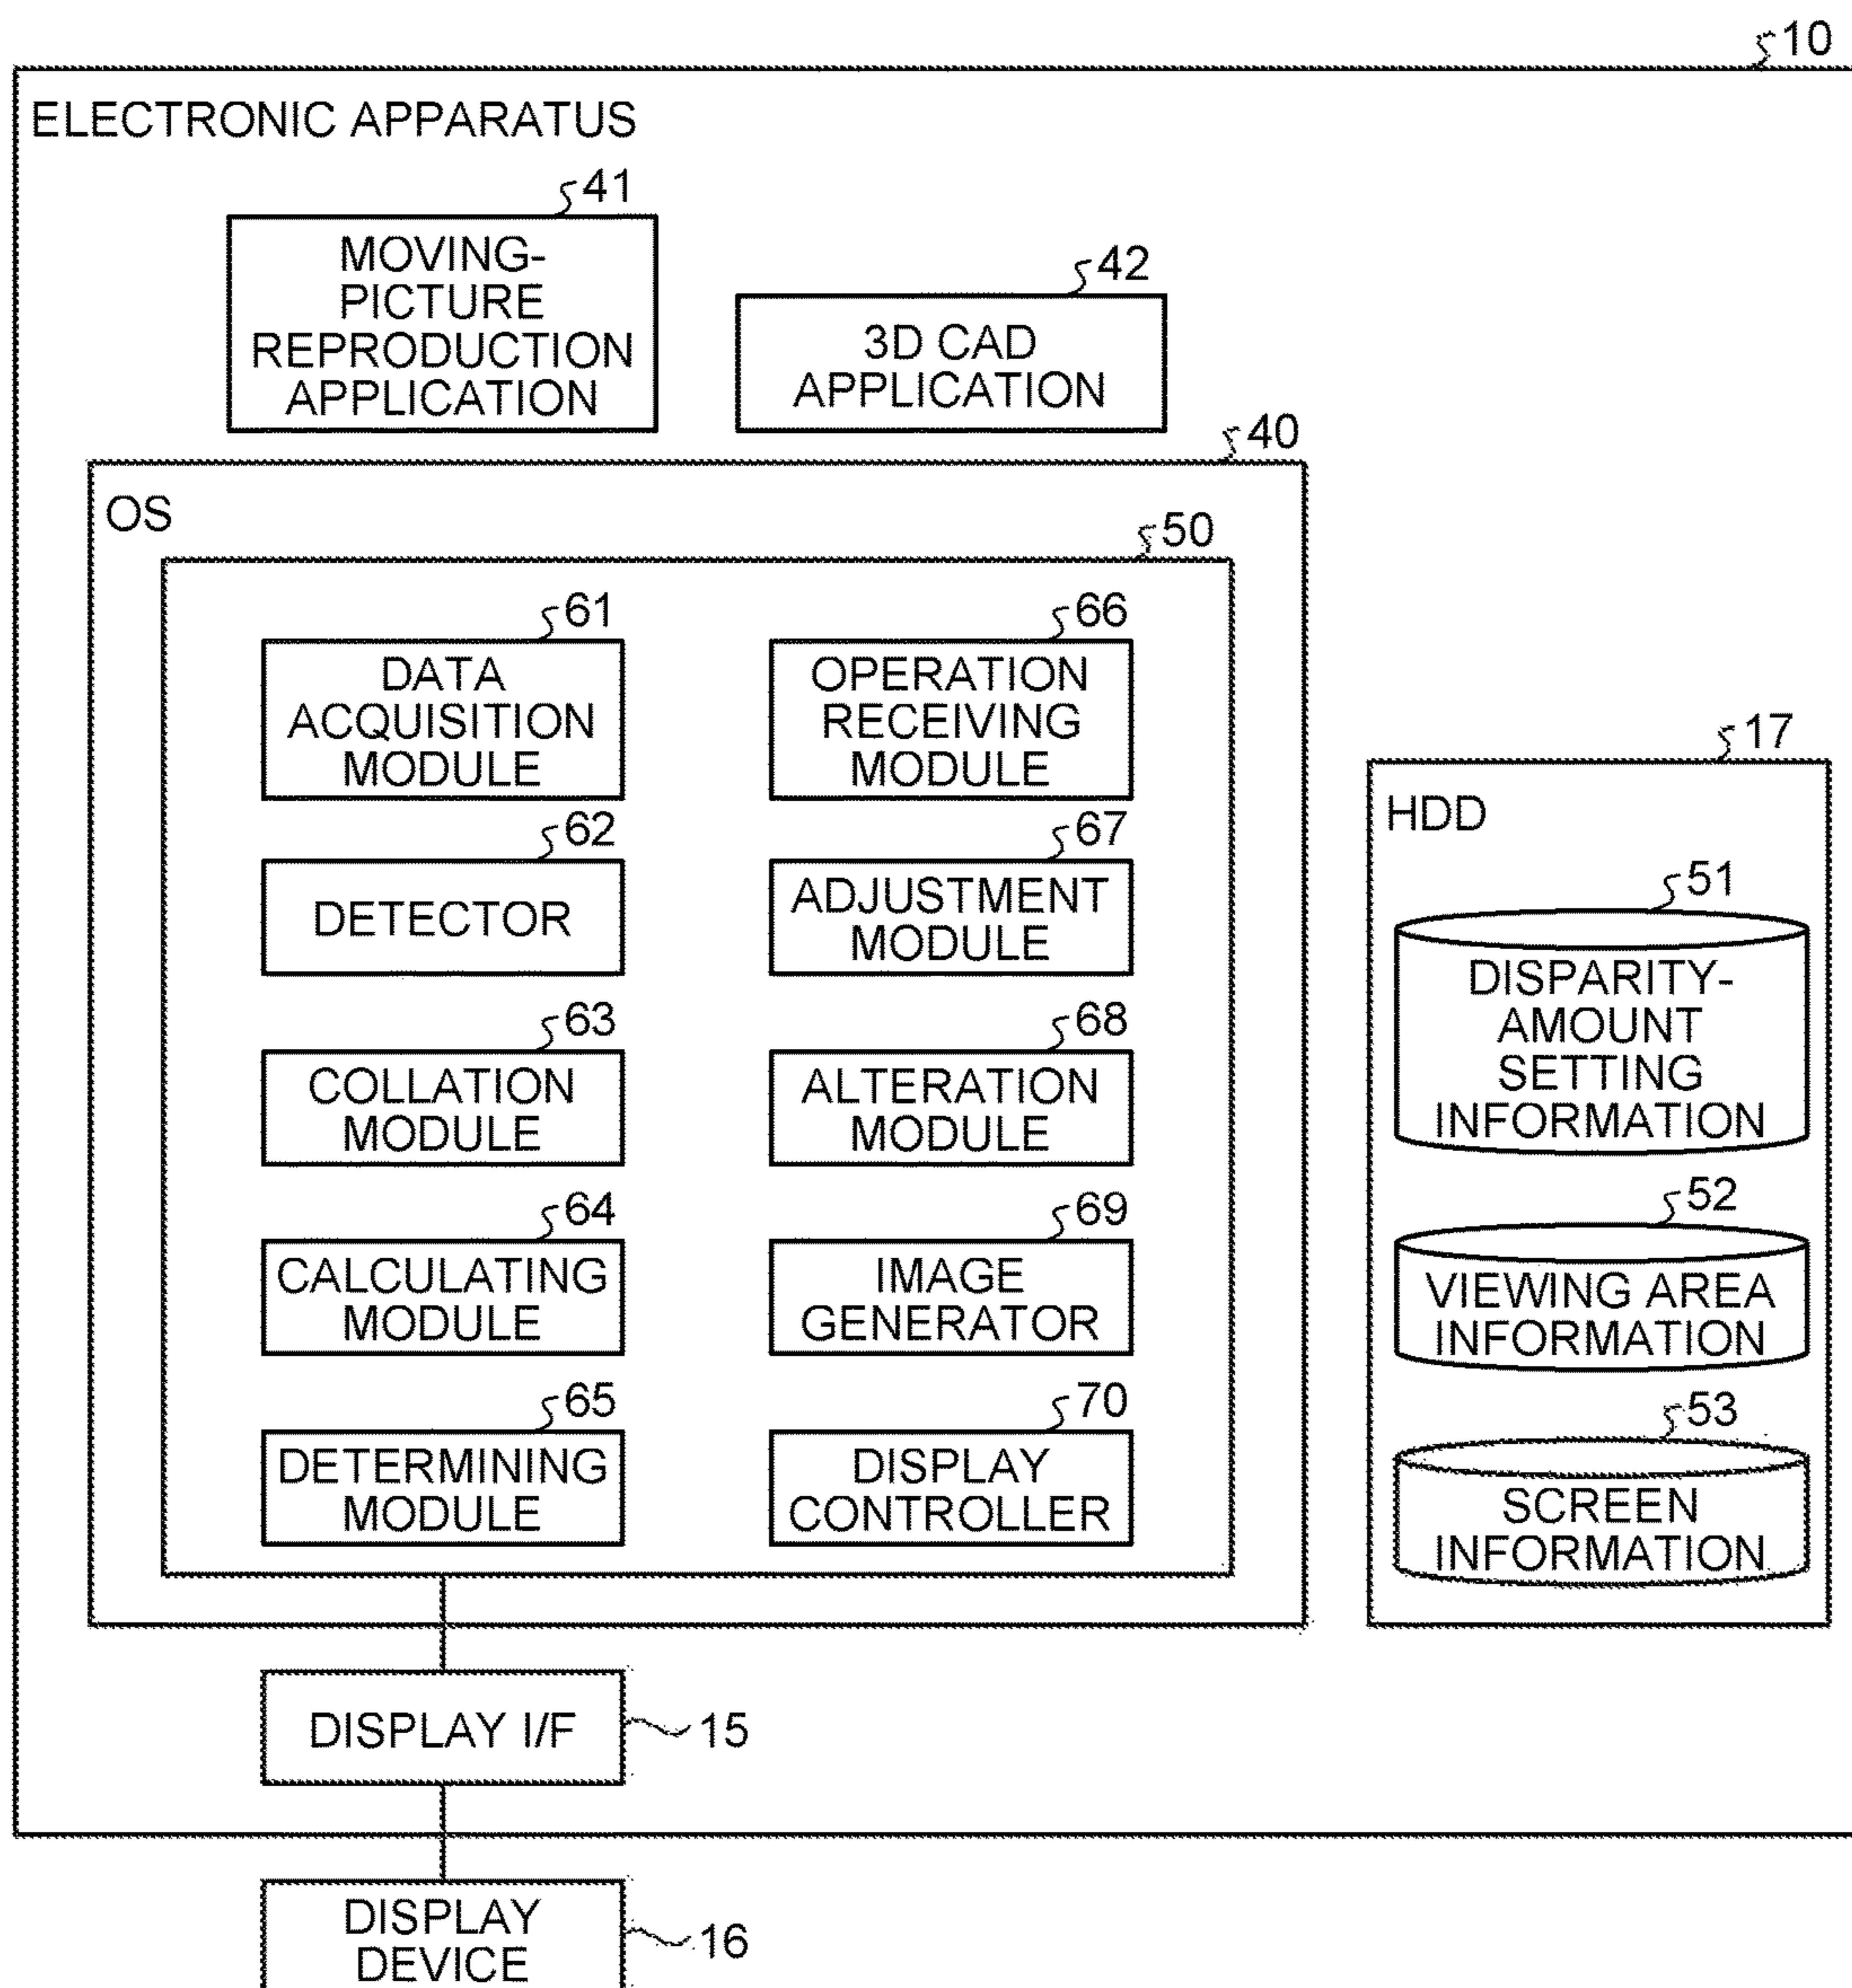 10
ELECTRONIC APPARATUS
41
MOVING-
PICTURE
REPRODUCTION
APPLICATION
42
3D CAD
APPLICATION
40
OS
50
61
DATA
ACQUISITION
MODULE
66
OPERATION
RECEIVING
MODULE
62
DETECTOR
67
ADJUSTMENT
MODULE
63
COLLATION
MODULE
68
ALTERATION
MODULE
64
CALCULATING
MODULE
69
IMAGE
GENERATOR
65
DETERMINING
MODULE
70
DISPLAY
CONTROLLER
17
HDD
51
DISPARITY-
AMOUNT
SETTING
INFORMATION
52
VIEWING AREA
INFORMATION
53
SCREEN
INFORMATION
DISPLAY I/F
15
DISPLAY
DEVICE
16